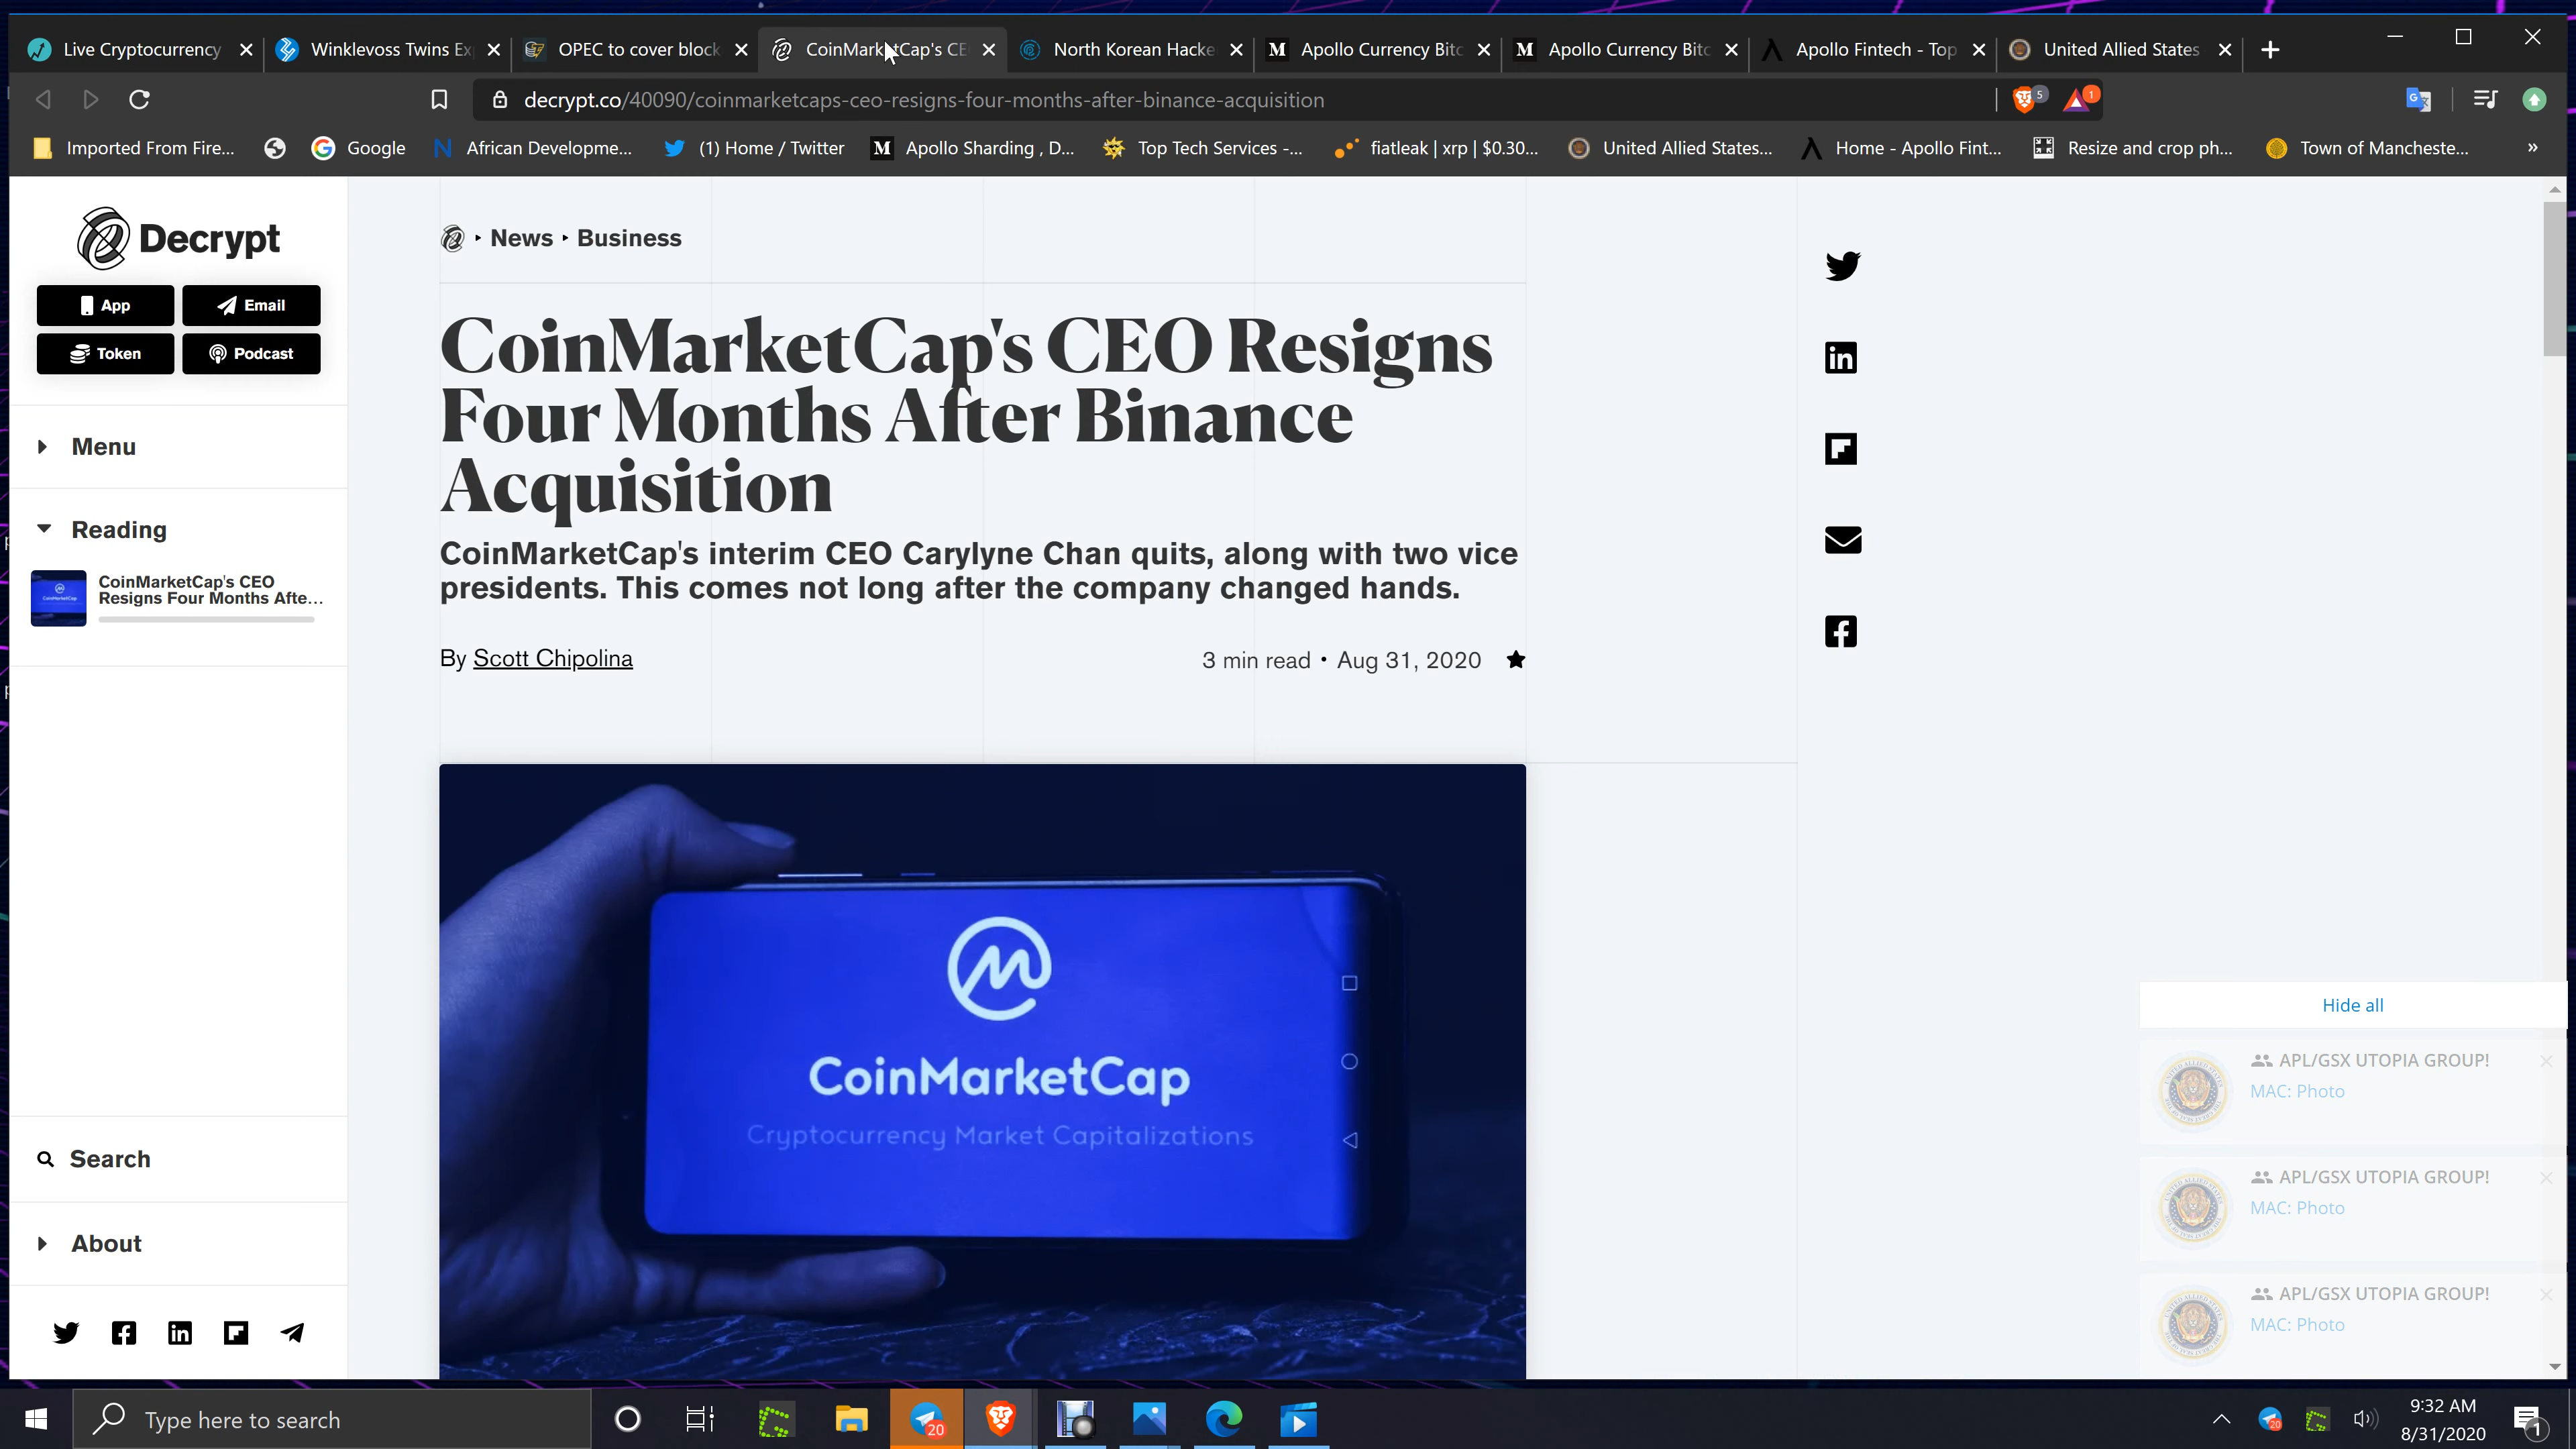 Live Cryptocurrency
Winklevoss Twins Ex
OPEC to cover block
CoinMarketCap's CE
North Korean Hacke
Apollo Currency Bitc
Apollo Currency Bitc
Apollo Fintech - Top
United Allied States
decrypt.co/40090/coinmarketcaps-ceo-resigns-four-months-after-binance-acquisition
5
1
Imported From Fire...
Google
African Developme...
(1) Home / Twitter
Apollo Sharding , D...
Top Tech Services -...
fiatleak | xrp | $0.30...
United Allied States...
Home - Apollo Fint...
Resize and crop ph...
Town of Mancheste...
»
Decrypt
App
Email
Token
Podcast
Menu
Reading
CoinMarketCap's CEO
Resigns Four Months Afte...
Search
About
News
Business
CoinMarketCap's CEO Resigns
Four Months After Binance
Acquisition
CoinMarketCap's interim CEO Carylyne Chan quits, along with two vice
presidents. This comes not long after the company changed hands.
By Scott Chipolina
3 min read • Aug 31, 2020
CoinMarketCap
Cryptocurrency Market Capitalizations
Hide all
APL/GSX UTOPIA GROUP!
MAC: Photo
APL/GSX UTOPIA GROUP!
MAC: Photo
APL/GSX UTOPIA GROUP!
MAC: Photo
Type here to search
20
20
9:32 AM
8/31/2020
1